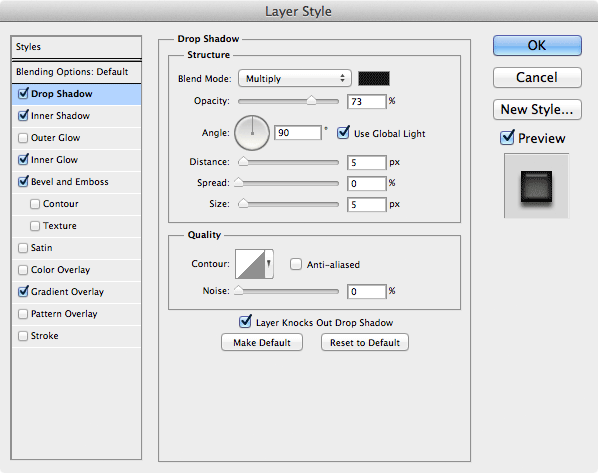 Layer Style
Styles
Blending Options: Default
Drop Shadow
Inner Shadow
Outer Glow
Inner Glow
Bevel and Emboss
Contour
Texture
Satin
Color Overlay
Gradient Overlay
Pattern Overlay
Stroke
Drop Shadow
Structure
Blend Mode: Multiply
Opacity: 73 %
Angle: 90 ° Use Global Light
Distance: 5 px
Spread: 0 %
Size: 5 px
Quality
Contour: Anti-aliased
Noise: 0 %
Layer Knocks Out Drop Shadow
Make Default Reset to Default
OK
Cancel
New Style...
Preview